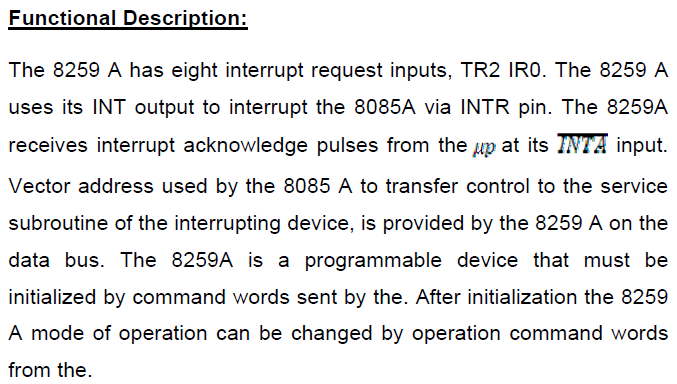 Functional Description:
The 8259 A has eight interrupt request inputs, TR2 IR0. The 8259 A
uses its INT output to interrupt the 8085A via INTR pin. The 8259A
receives interrupt acknowledge pulses from the μp at its I̅N̅T̅A̅ input.
Vector address used by the 8085 A to transfer control to the service
subroutine of the interrupting device, is provided by the 8259 A on the
data bus. The 8259A is a programmable device that must be
initialized by command words sent by the. After initialization the 8259
A mode of operation can be changed by operation command words
from the.